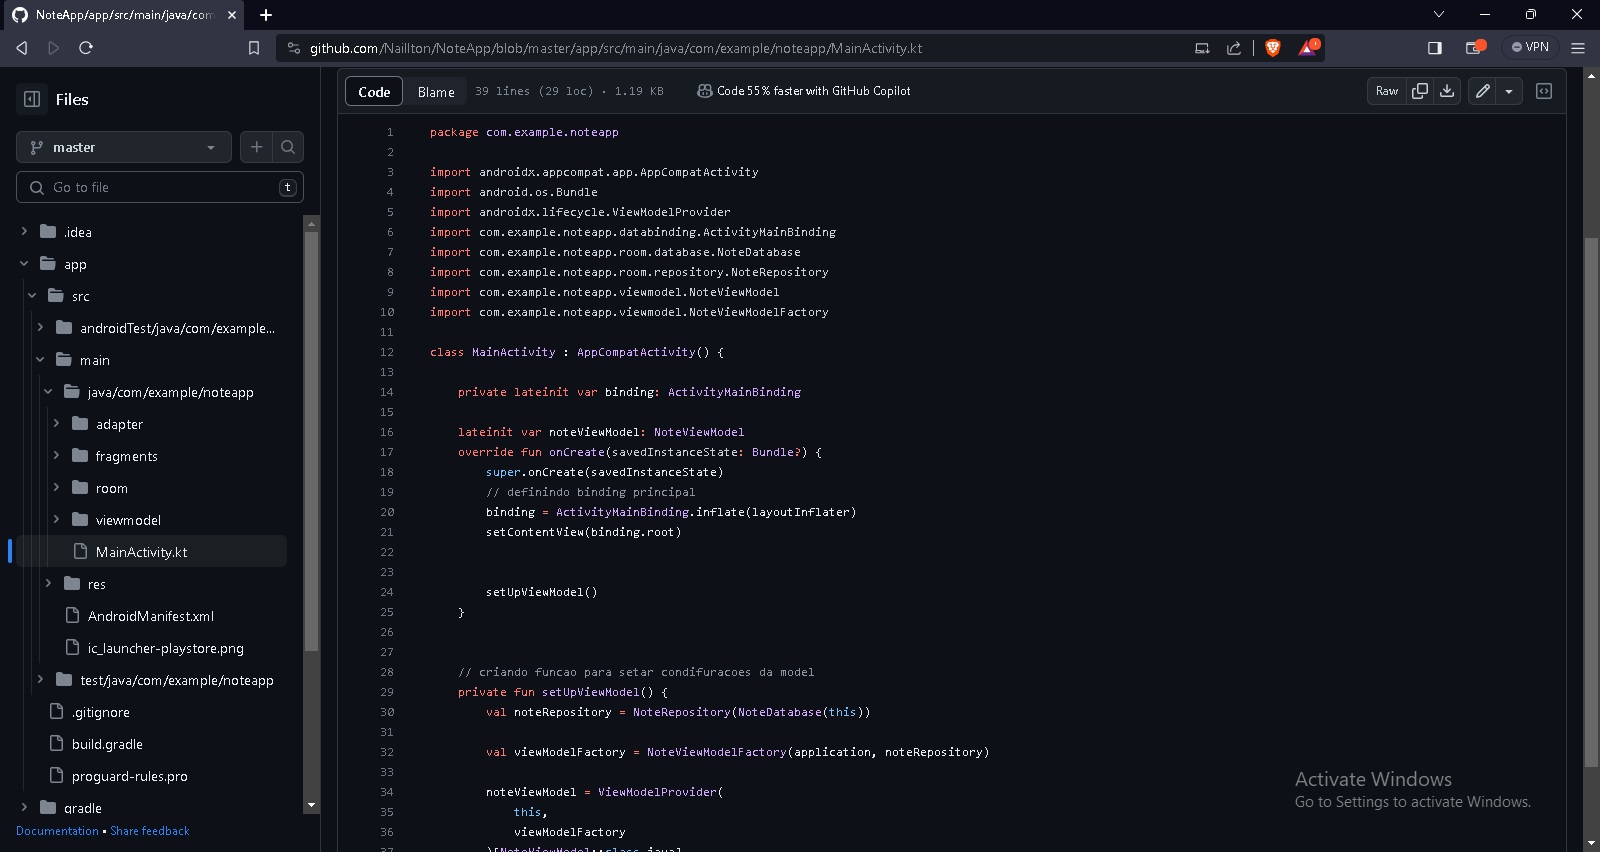 NoteApp/app/src/main/java/com
github.com/Naillton/NoteApp/blob/master/app/src/main/java/com/example/noteapp/MainActivity.kt
VPN
Files
master
Go to file
t
.idea
app
src
androidTest/java/com/example...
main
java/com/example/noteapp
adapter
fragments
room
viewmodel
MainActivity.kt
res
AndroidManifest.xml
ic_launcher-playstore.png
test/java/com/example/noteapp
.gitignore
build.gradle
proguard-rules.pro
gradle
Documentation • Share feedback
Code Blame 39 lines (29 loc) · 1.19 KB Code 55% faster with GitHub Copilot Raw
1 package com.example.noteapp
2
3 import androidx.appcompat.app.AppCompatActivity
4 import android.os.Bundle
5 import androidx.lifecycle.ViewModelProvider
6 import com.example.noteapp.databinding.ActivityMainBinding
7 import com.example.noteapp.room.database.NoteDatabase
8 import com.example.noteapp.room.repository.NoteRepository
9 import com.example.noteapp.viewmodel.NoteViewModel
10 import com.example.noteapp.viewmodel.NoteViewModelFactory
11
12 class MainActivity : AppCompatActivity() {
13
14 private lateinit var binding: ActivityMainBinding
15
16 lateinit var noteViewModel: NoteViewModel
17 override fun onCreate(savedInstanceState: Bundle?) {
18 super.onCreate(savedInstanceState)
19 // definindo binding principal
20 binding = ActivityMainBinding.inflate(layoutInflater)
21 setContentView(binding.root)
22
23
24 setUpViewModel()
25 }
26
27
28 // criando funcao para setar condifuracoes da model
29 private fun setUpViewModel() {
30 val noteRepository = NoteRepository(NoteDatabase(this))
31
32 val viewModelFactory = NoteViewModelFactory(application, noteRepository)
33
34 noteViewModel = ViewModelProvider(
35 this,
36 viewModelFactory
37 )[NoteViewModel::class.java]
Activate Windows
Go to Settings to activate Windows.